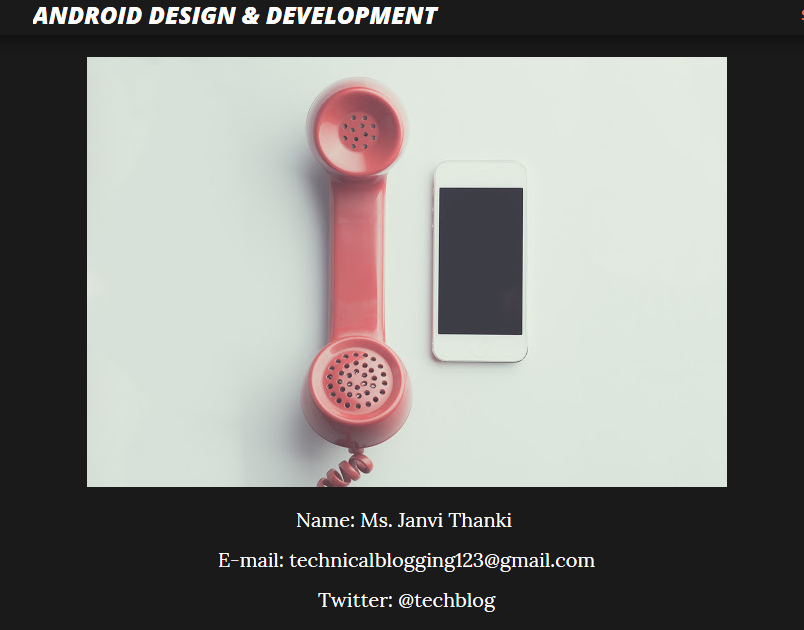 ANDROID DESIGN & DEVELOPMENT
Name: Ms. Janvi Thanki
E-mail: technicalblogging123@gmail.com
Twitter: @techblog